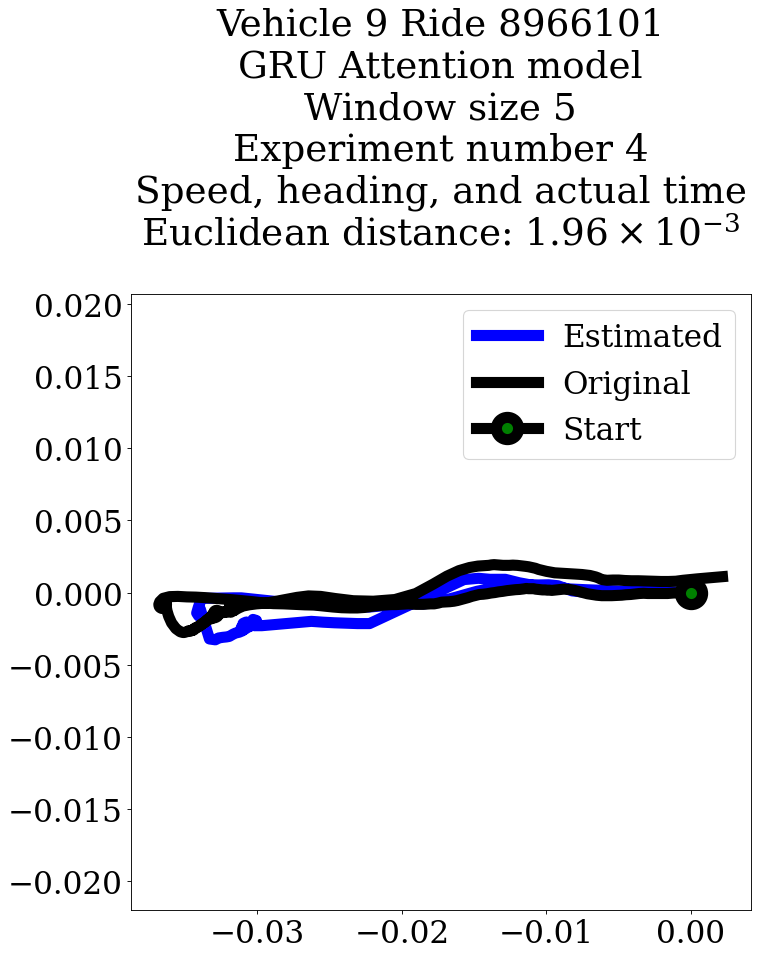 Vehicle 9 Ride 8966101
GRU Attention model
Window size 5
Experiment number 4
Speed, heading, and actual time
Euclidean distance: 1.96 × 10⁻³
Estimated
Original
Start
0.020
0.015
0.010
0.005
0.000
−0.005
−0.010
−0.015
−0.020
−0.03 −0.02 −0.01 0.00